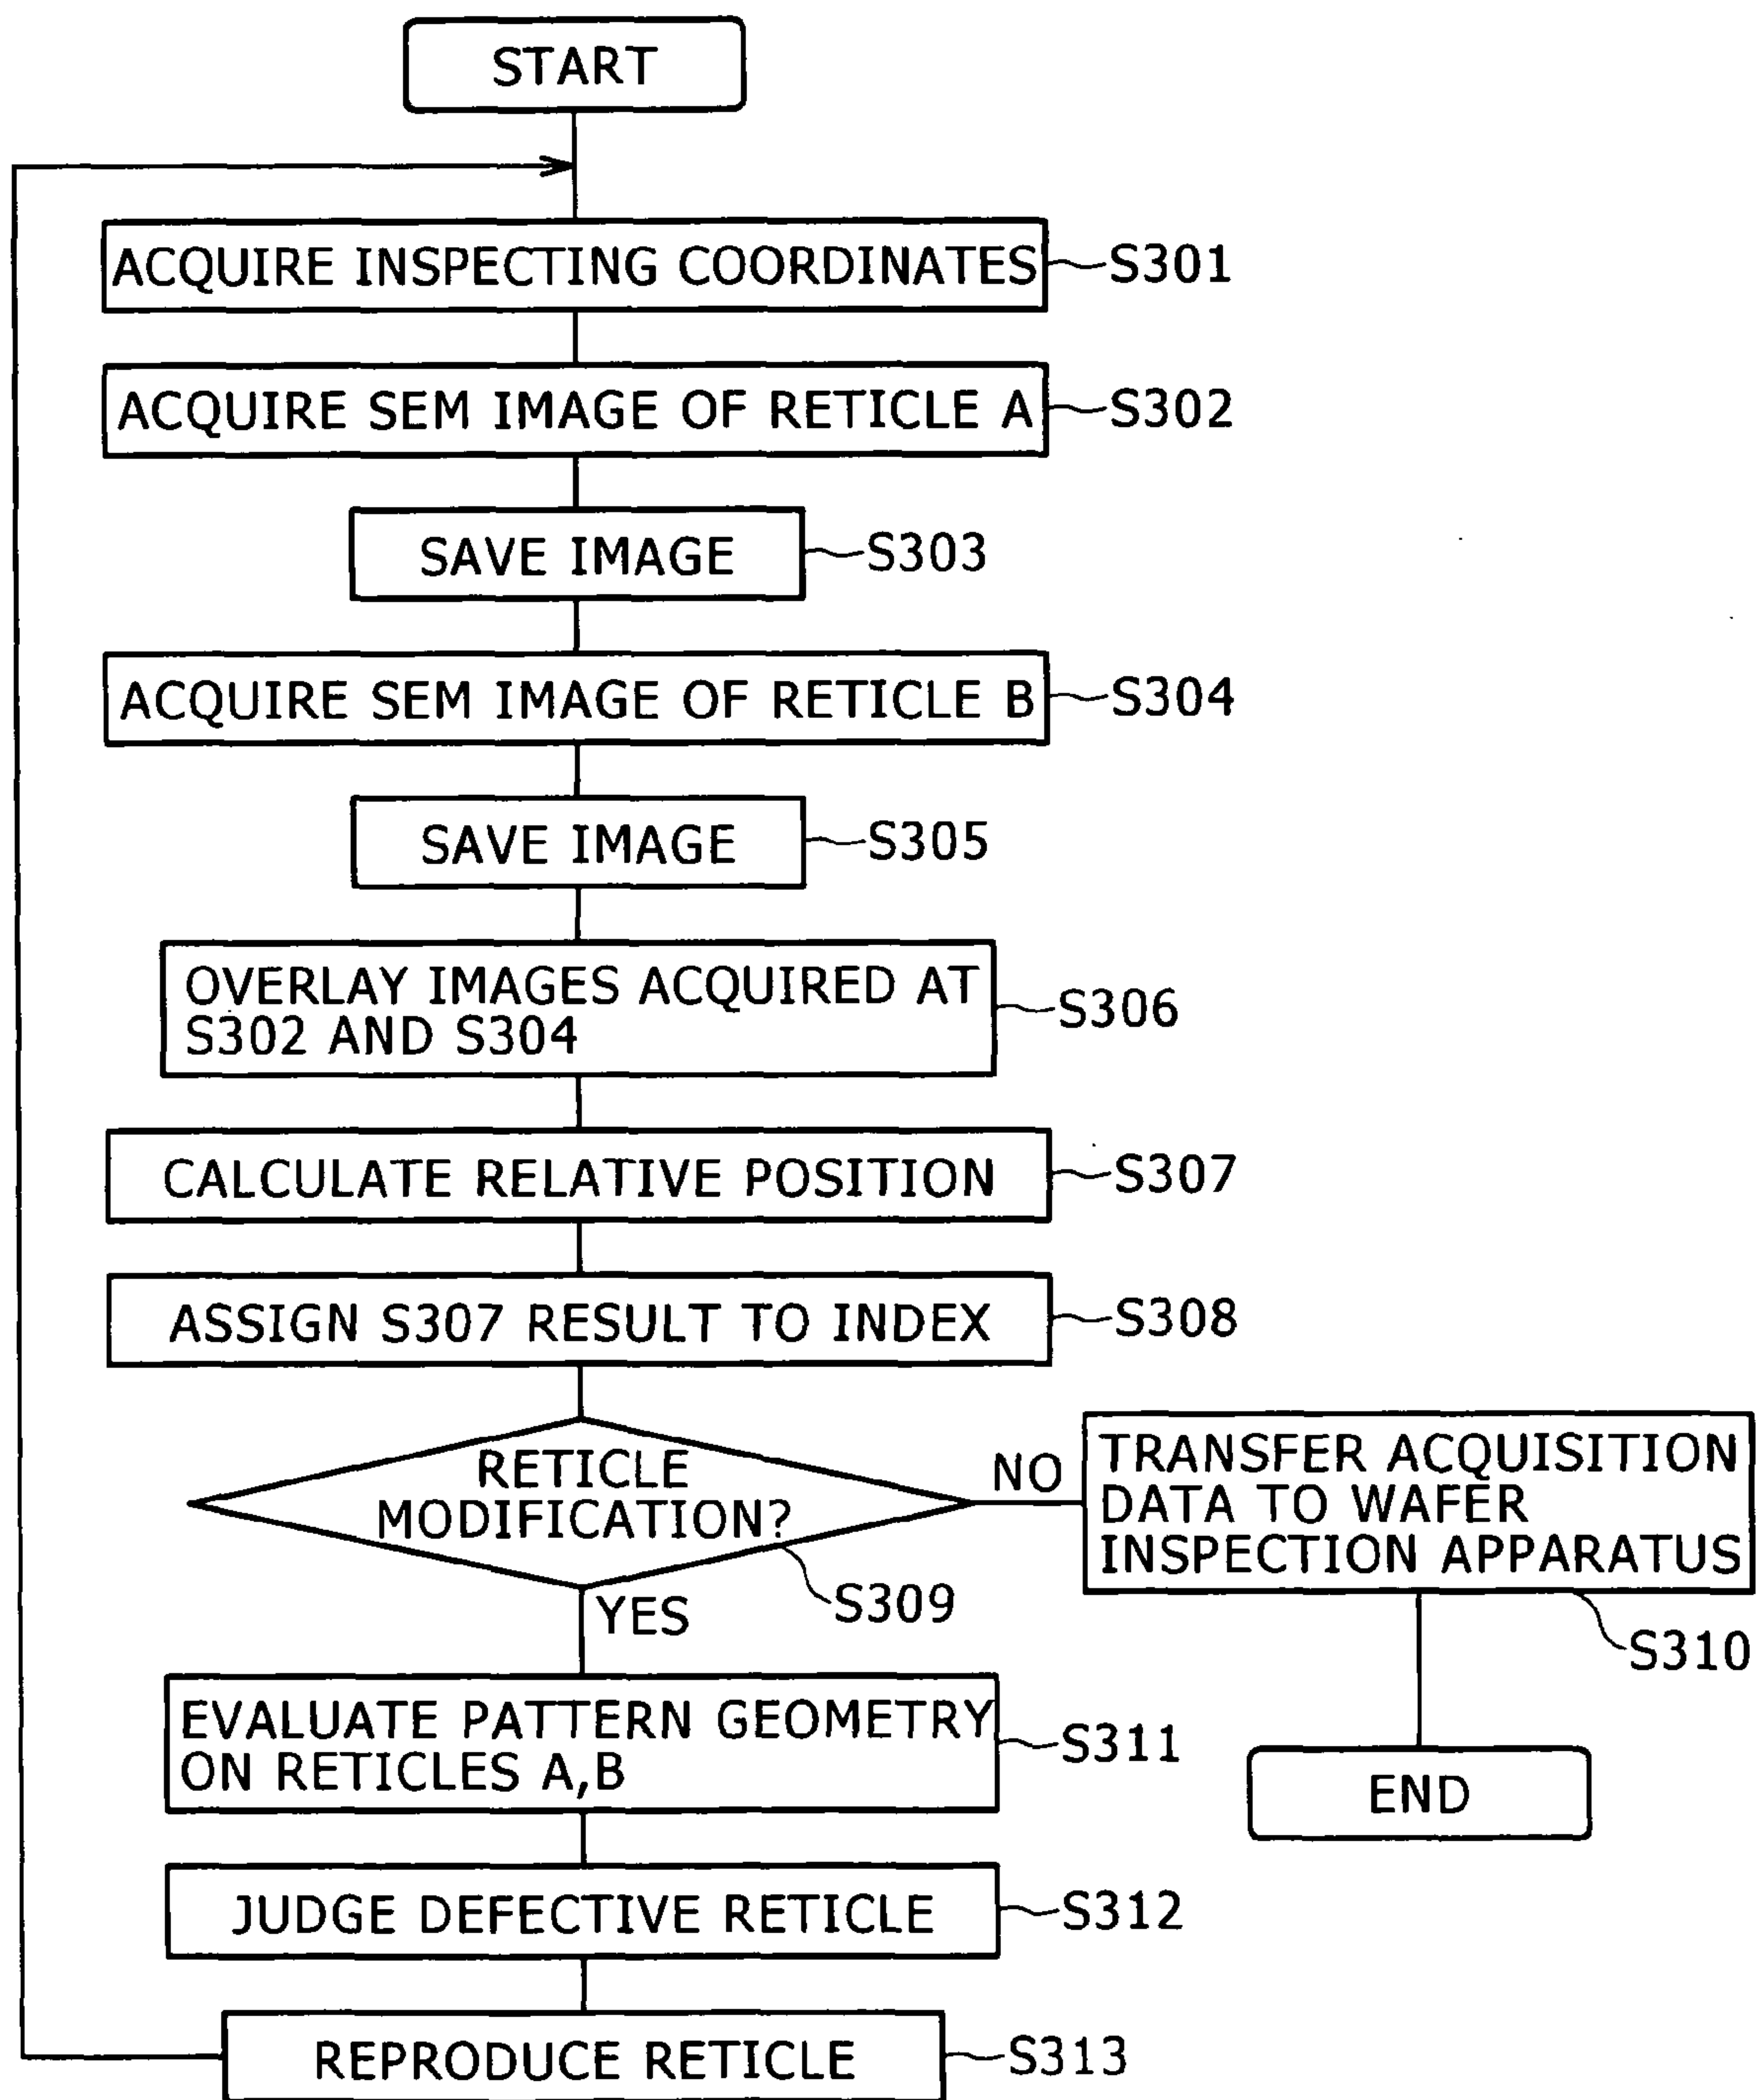 START
ACQUIRE INSPECTING COORDINATES
S301
ACQUIRE SEM IMAGE OF RETICLE A
S302
SAVE IMAGE
S303
ACQUIRE SEM IMAGE OF RETICLE B
S304
SAVE IMAGE
S305
OVERLAY IMAGES ACQUIRED AT
S302 AND S304
S306
CALCULATE RELATIVE POSITION
S307
ASSIGN S307 RESULT TO INDEX
S308
RETICLE
MODIFICATION?
S309
NO
TRANSFER ACQUISITION
DATA TO WAFER
INSPECTION APPARATUS
S310
END
YES
EVALUATE PATTERN GEOMETRY
ON RETICLES A,B
S311
JUDGE DEFECTIVE RETICLE
S312
REPRODUCE RETICLE
S313